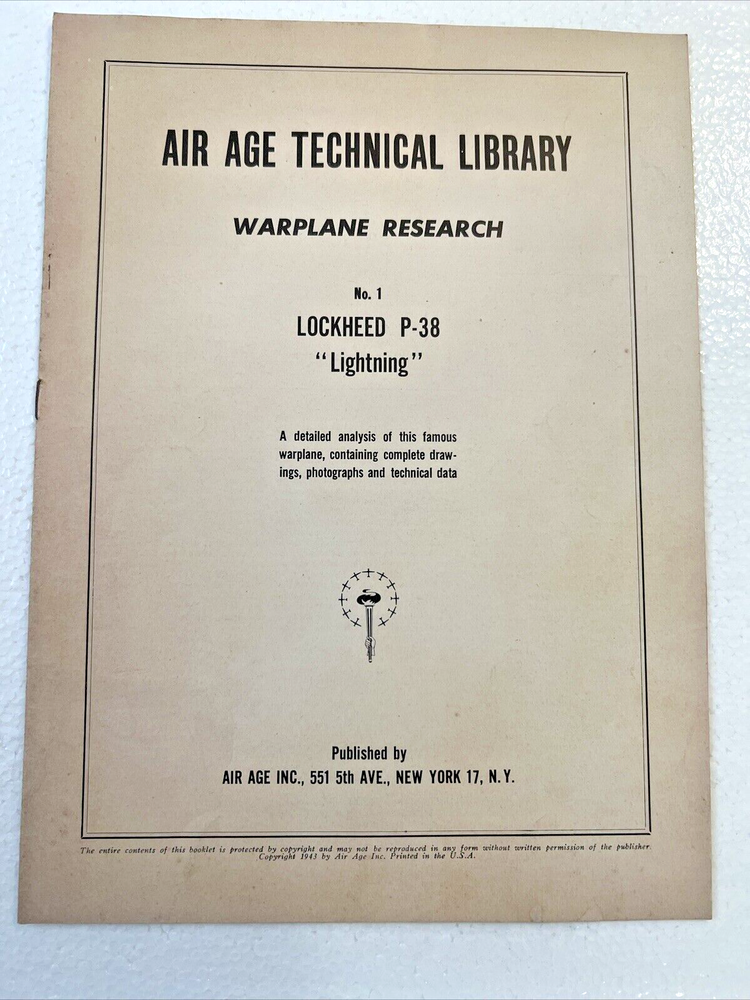 AIR AGE TECHNICAL LIBRARY
WARPLANE RESEARCH
No. 1
LOCKHEED P-38
“Lightning”
A detailed analysis of this famous
warplane, containing complete draw-
ings, photographs and technical data
Published by
AIR AGE INC., 551 5th AVE., NEW YORK 17, N.Y.
The entire contents of this booklet is protected by copyright and may not be reproduced in any form without written permission of the publisher.
Copyright 1943 by Air Age Inc. Printed in the U.S.A.